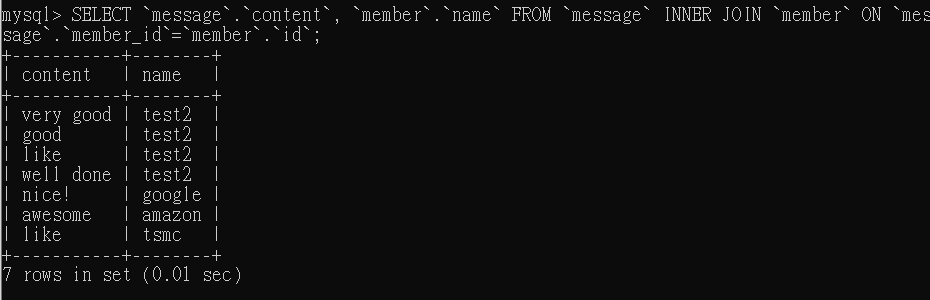 mysql> SELECT `message`.`content`, `member`.`name` FROM `message` INNER JOIN `member` ON `mes
sage`.`member_id`=`member`.`id`;
+-----------+--------+
| content   | name   |
+-----------+--------+
| very good | test2  |
| good      | test2  |
| like      | test2  |
| well done | test2  |
| nice!     | google |
| awesome   | amazon |
| like      | tsmc   |
+-----------+--------+
7 rows in set (0.01 sec)